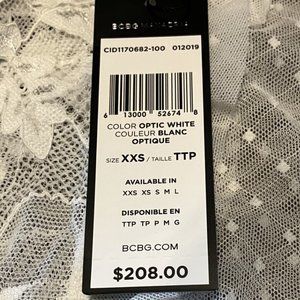 BCBGMAXAZRIA
CID1170682-100 012019
6 13000 52674 8
COLOR OPTIC WHITE
COULEUR BLANC
OPTIQUE
SIZE XXS / TAILLE TTP
AVAILABLE IN
XXS XS S M L
DISPONIBLE EN
TTP TP P M G
BCBG.COM
$208.00